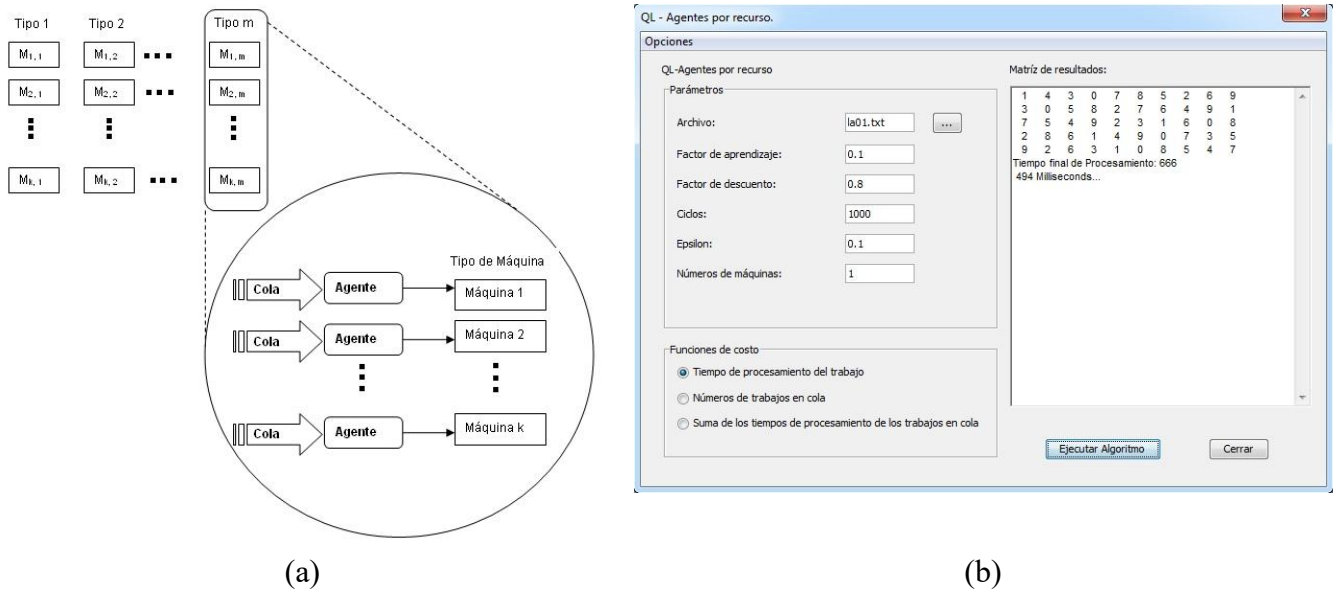 Tipo 1 Tipo 2 Tipo m
M1,1 M1,2 M1,m
M2,1 M2,2 M2,m
Mk,1 Mk,2 Mk,m
Tipo de Máquina
Cola Agente Máquina 1
Cola Agente Máquina 2
Cola Agente Máquina k
(a)
QL - Agentes por recurso.
Opciones
QL-Agentes por recurso
Parámetros
Archivo: la01.txt ...
Factor de aprendizaje: 0.1
Factor de descuento: 0.8
Ciclos: 1000
Epsilon: 0.1
Números de máquinas: 1
Funciones de costo
Tiempo de procesamiento del trabajo
Números de trabajos en cola
Suma de los tiempos de procesamiento de los trabajos en cola
Matríz de resultados:
1 4 3 0 7 8 5 2 6 9
3 0 5 8 2 7 6 4 9 1
7 5 4 9 2 3 1 6 0 8
2 8 6 1 4 9 0 7 3 5
9 2 6 3 1 0 8 5 4 7
Tiempo final de Procesamiento: 666
494 Milliseconds...
Ejecutar Algoritmo Cerrar
(b)